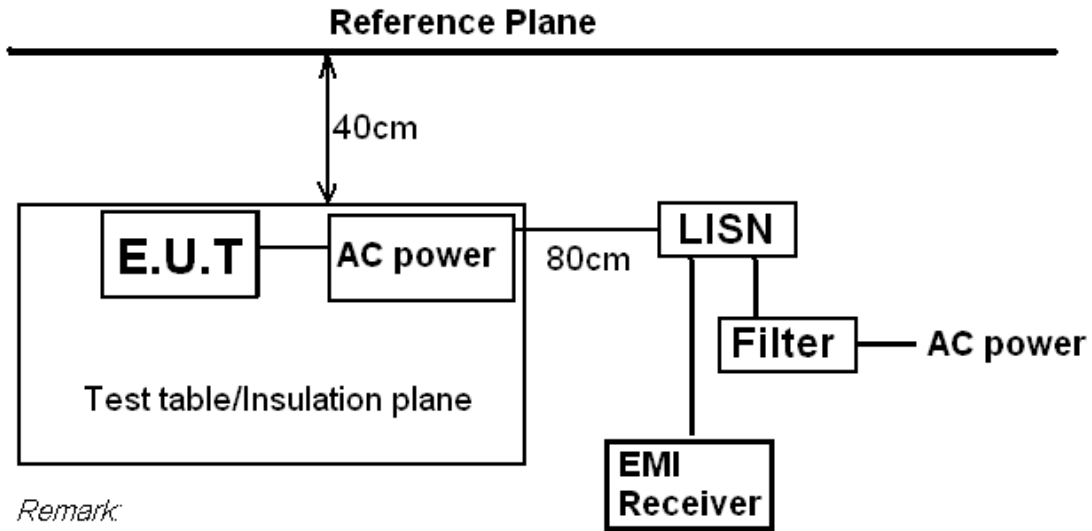 Reference Plane
40cm
E.U.T
AC power
80cm
LISN
Filter
AC power
Test table/Insulation plane
EMI
Receiver
Remark: